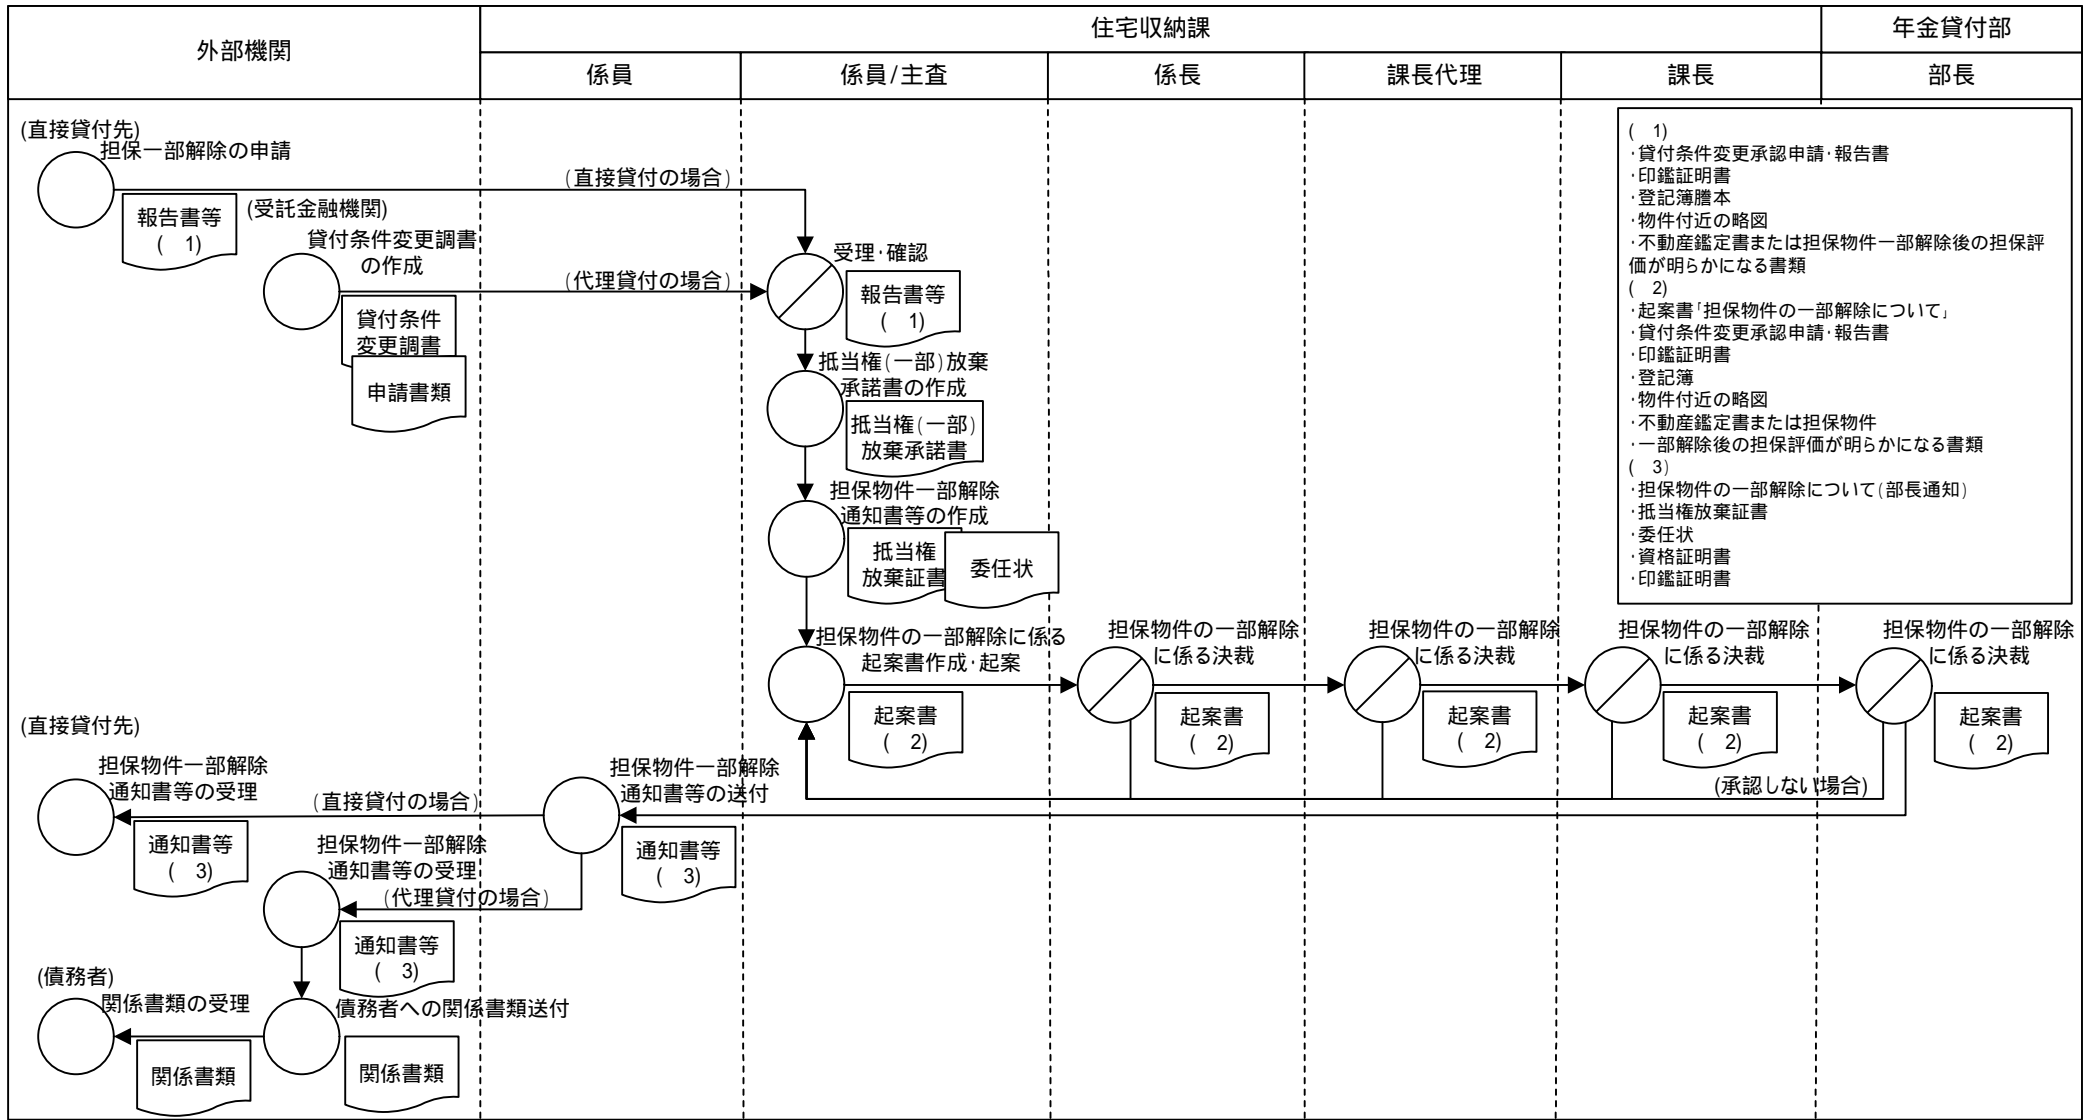 外部機関
住宅収納課
年金貸付部
係員
係員/主査
係長
課長代理
課長
部長
(直接貸付先)
担保一部解除の申請
報告書等
(　1)
(直接貸付の場合)
(受託金融機関)
貸付条件変更調書
の作成
貸付条件
変更調書
申請書類
(代理貸付の場合)
受理・確認
報告書等
(　1)
抵当権(一部)放棄
承諾書の作成
抵当権(一部)
放棄承諾書
担保物件一部解除
通知書等の作成
抵当権
放棄証書
委任状
(　1)
・貸付条件変更承認申請・報告書
・印鑑証明書
・登記簿謄本
・物件付近の略図
・不動産鑑定書または担保物件一部解除後の担保評
価が明らかになる書類
(　2)
・起案書「担保物件の一部解除について」
・貸付条件変更承認申請・報告書
・印鑑証明書
・登記簿
・物件付近の略図
・不動産鑑定書または担保物件
・一部解除後の担保評価が明らかになる書類
(　3)
・担保物件の一部解除について(部長通知)
・抵当権放棄証書
・委任状
・資格証明書
・印鑑証明書
担保物件の一部解除に係る
起案書作成・起案
起案書
(　2)
担保物件の一部解除
に係る決裁
起案書
(　2)
担保物件の一部解除
に係る決裁
起案書
(　2)
担保物件の一部解除
に係る決裁
起案書
(　2)
担保物件の一部解除
に係る決裁
起案書
(　2)
(承認しない場合)
(直接貸付先)
担保物件一部解除
通知書等の受理
通知書等
(　3)
(直接貸付の場合)
担保物件一部解除
通知書等の送付
通知書等
(　3)
担保物件一部解除
通知書等の受理
(代理貸付の場合)
通知書等
(　3)
(債務者)
関係書類の受理
関係書類
債務者への関係書類送付
関係書類